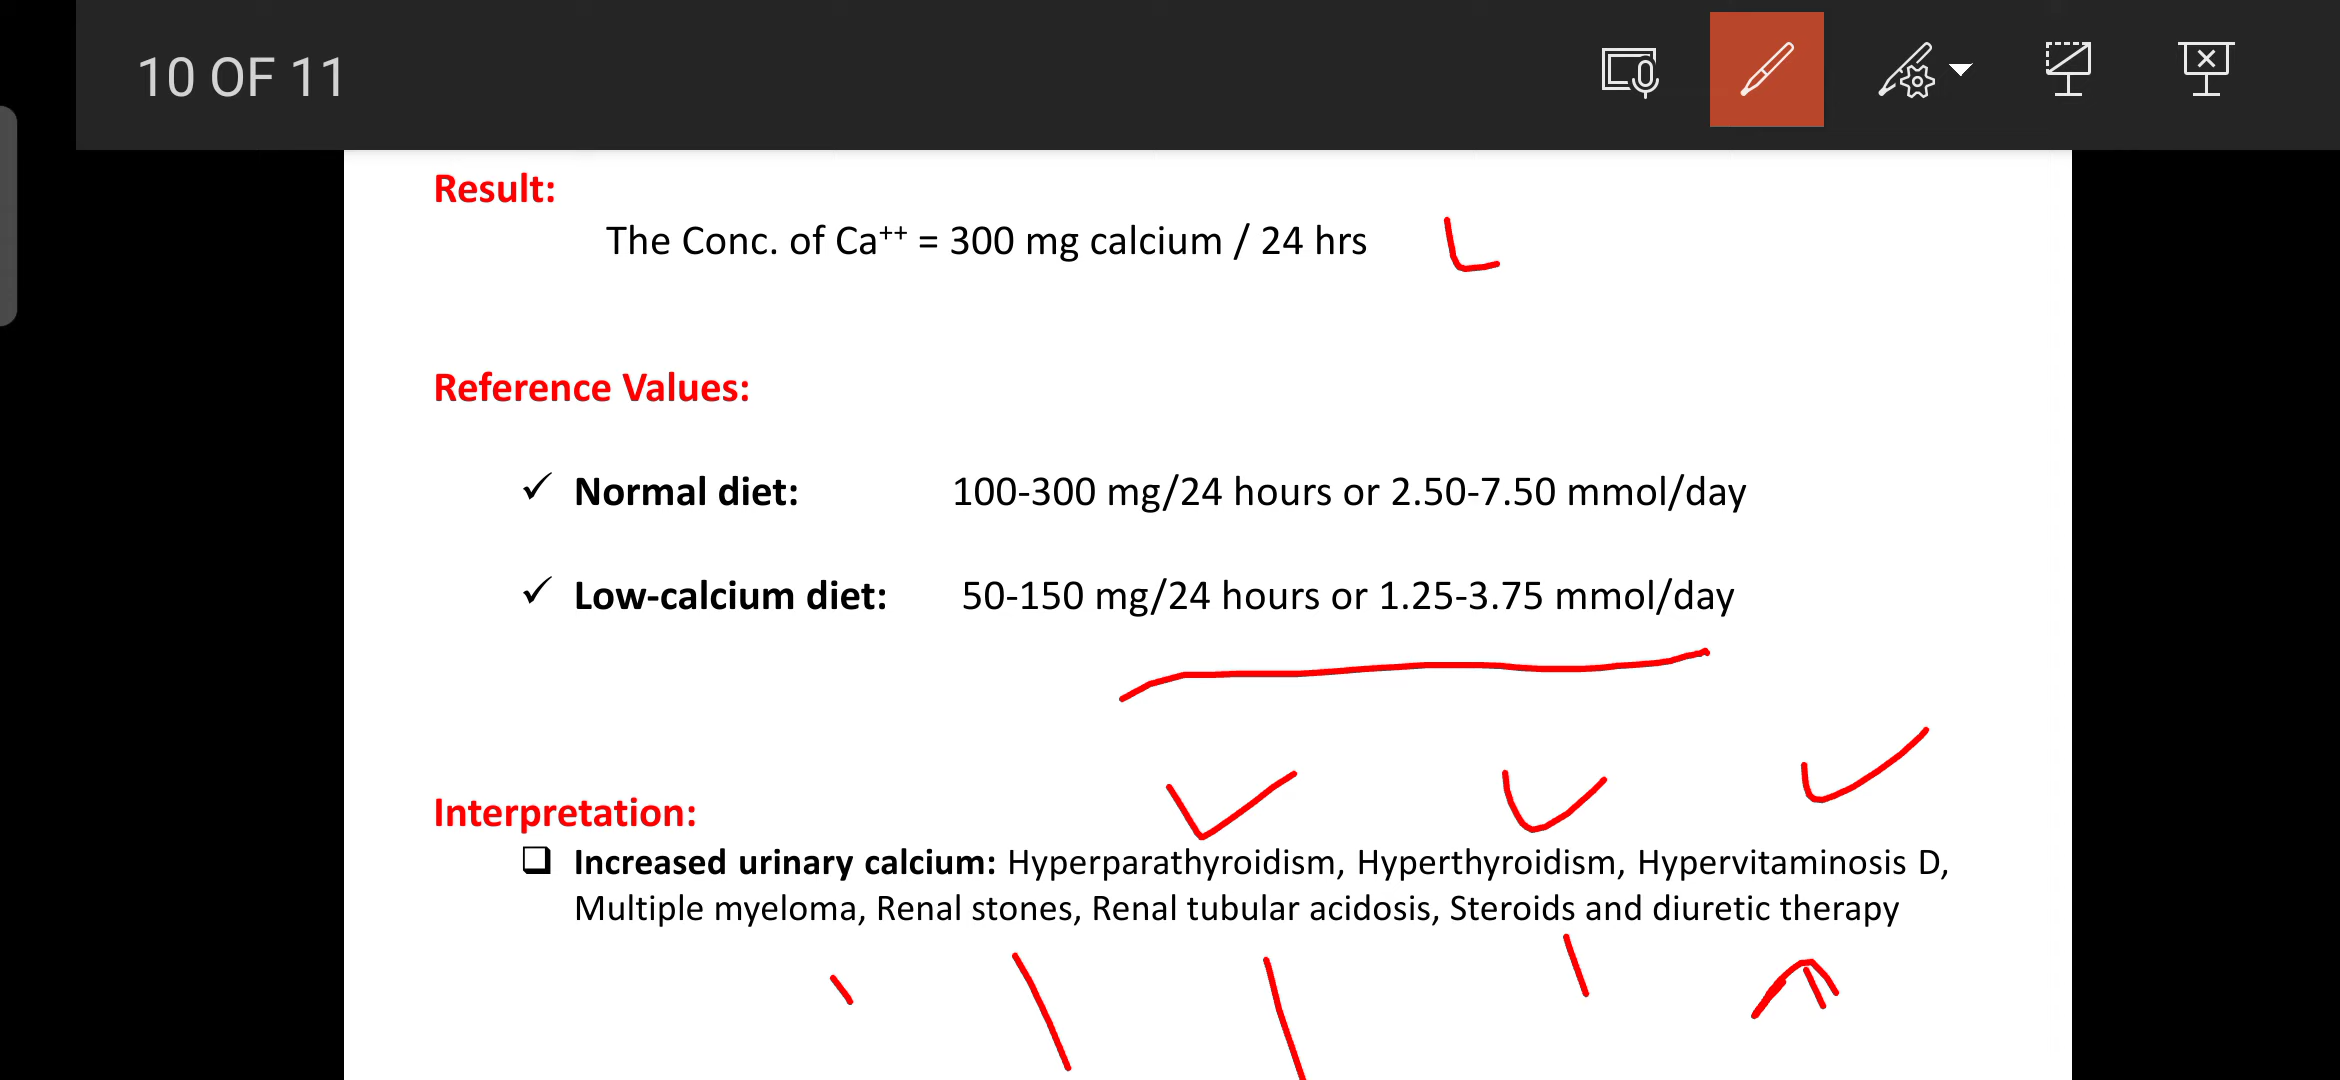 10 OF 11
Result:
The Conc. of Ca⁺⁺ = 300 mg calcium / 24 hrs
Reference Values:
✓ Normal diet: 100-300 mg/24 hours or 2.50-7.50 mmol/day
✓ Low-calcium diet: 50-150 mg/24 hours or 1.25-3.75 mmol/day
Interpretation:
❑ Increased urinary calcium: Hyperparathyroidism, Hyperthyroidism, Hypervitaminosis D,
Multiple myeloma, Renal stones, Renal tubular acidosis, Steroids and diuretic therapy